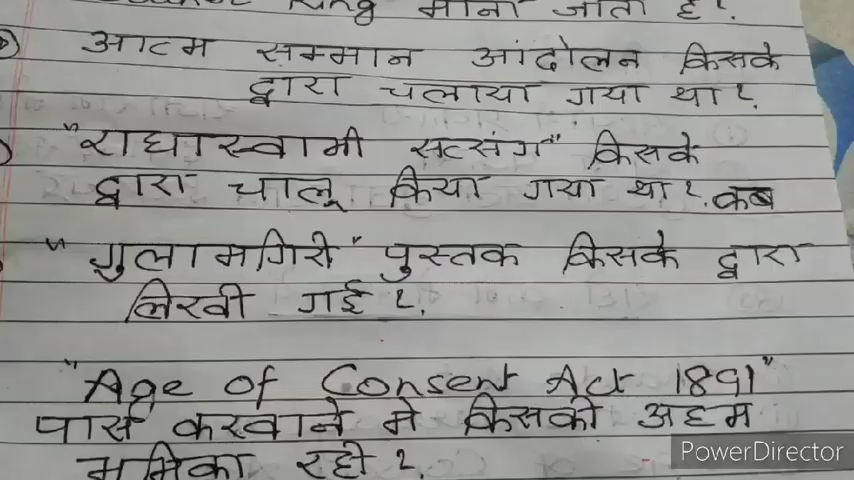 King माना जाता है?
आत्म सम्मान आंदोलन किसके
द्वारा चलाया गया था?
"राधास्वामी सत्संग" किसके
द्वारा चालू किया गया था? कब
"गुलामगिरी" पुस्तक किसके द्वारा
लिखी गई?
"Age of Consent Act 1891"
पास करवाने मे किसकी अहम
भूमिका रही?
PowerDirector